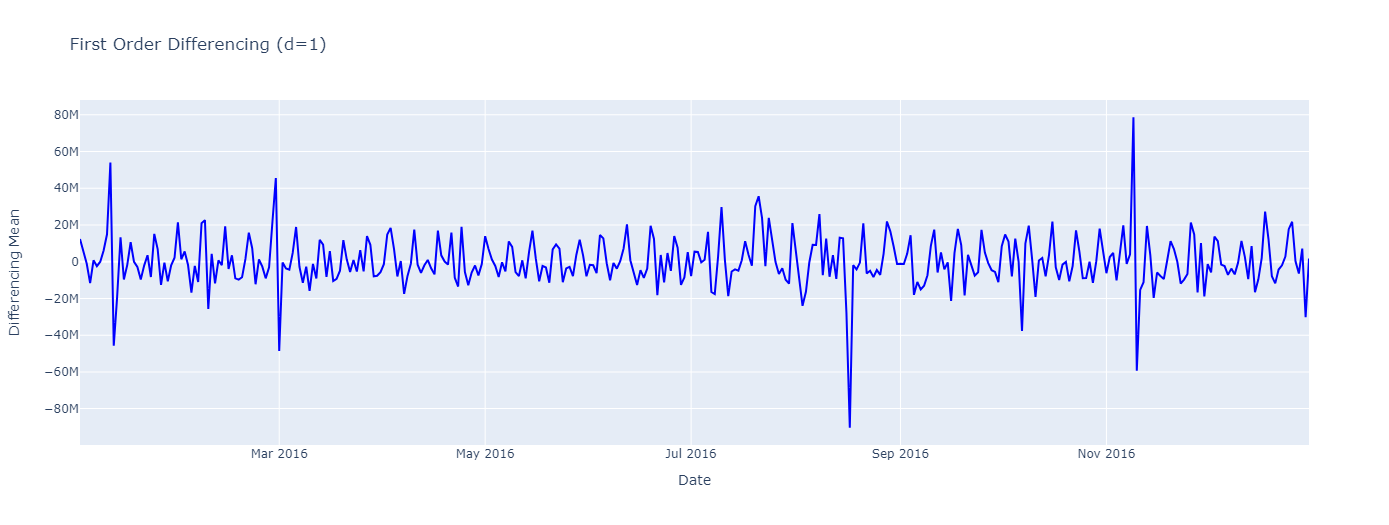 First Order Differencing (d=1)
80M
60M
40M
20M
0
−20M
−40M
−60M
−80M
Differencing Mean
Mar 2016
May 2016
Jul 2016
Sep 2016
Nov 2016
Date